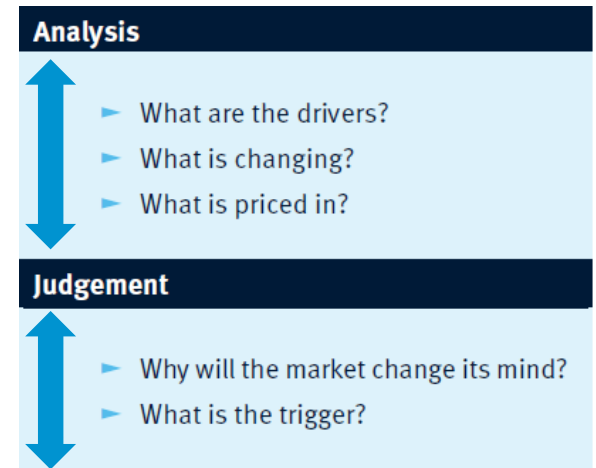 Analysis
► What are the drivers?
► What is changing?
► What is priced in?
Judgement
► Why will the market change its mind?
► What is the trigger?